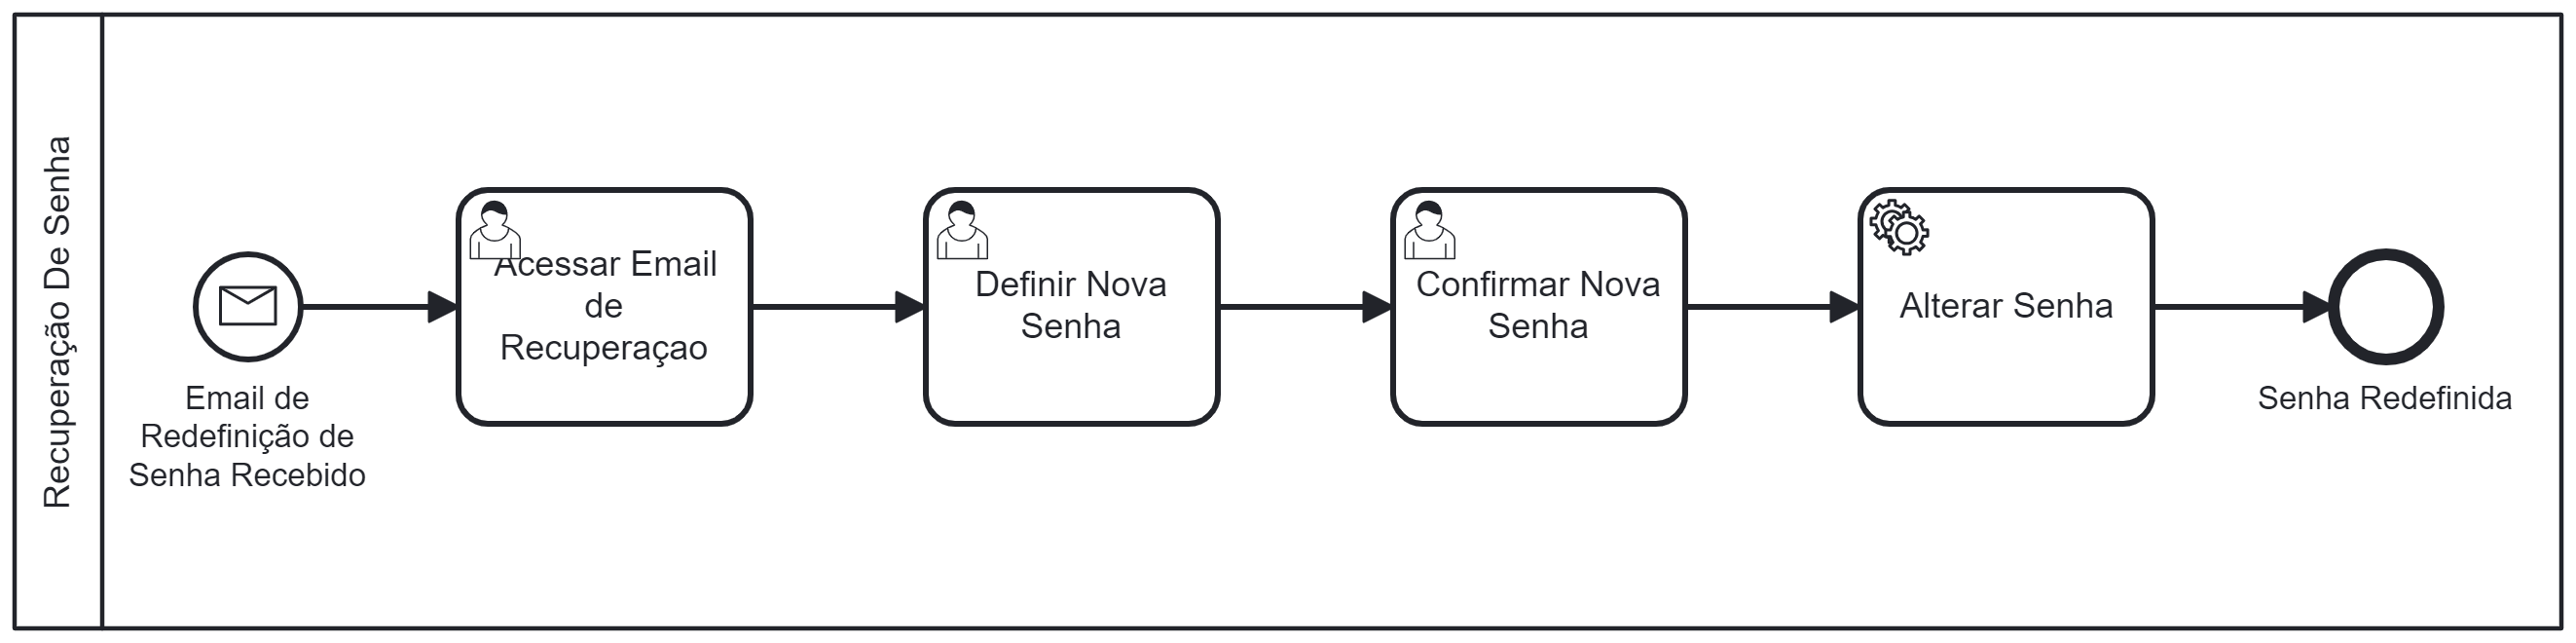 Recuperação De Senha
Email de
Redefinição de
Senha Recebido
Acessar Email
de
Recuperaçao
Definir Nova
Senha
Confirmar Nova
Senha
Alterar Senha
Senha Redefinida